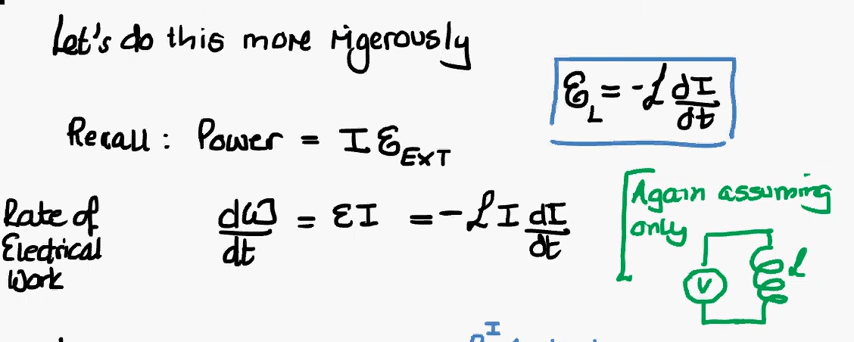 Let's do this more rigerously
ℰ_L = -ℒ dI/dt
Recall : Power = I ℰ_EXT
Rate of
Electrical
Work
dW/dt = ℰI = -ℒ I dI/dt
Again assuming
only
V
ℒ
I